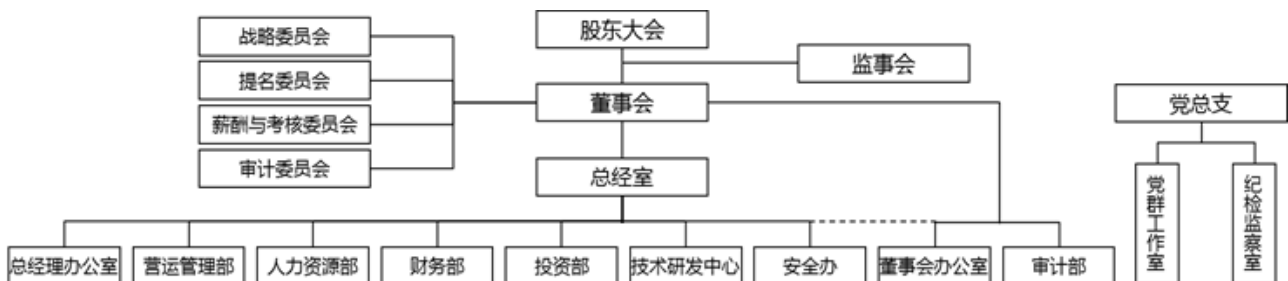 股东大会
战略委员会
监事会
提名委员会
董事会
党总支
薪酬与考核委员会
审计委员会
总经室
党群工作室
纪检监察室
总经理办公室
营运管理部
人力资源部
财务部
投资部
技术研发中心
安全办
董事会办公室
审计部